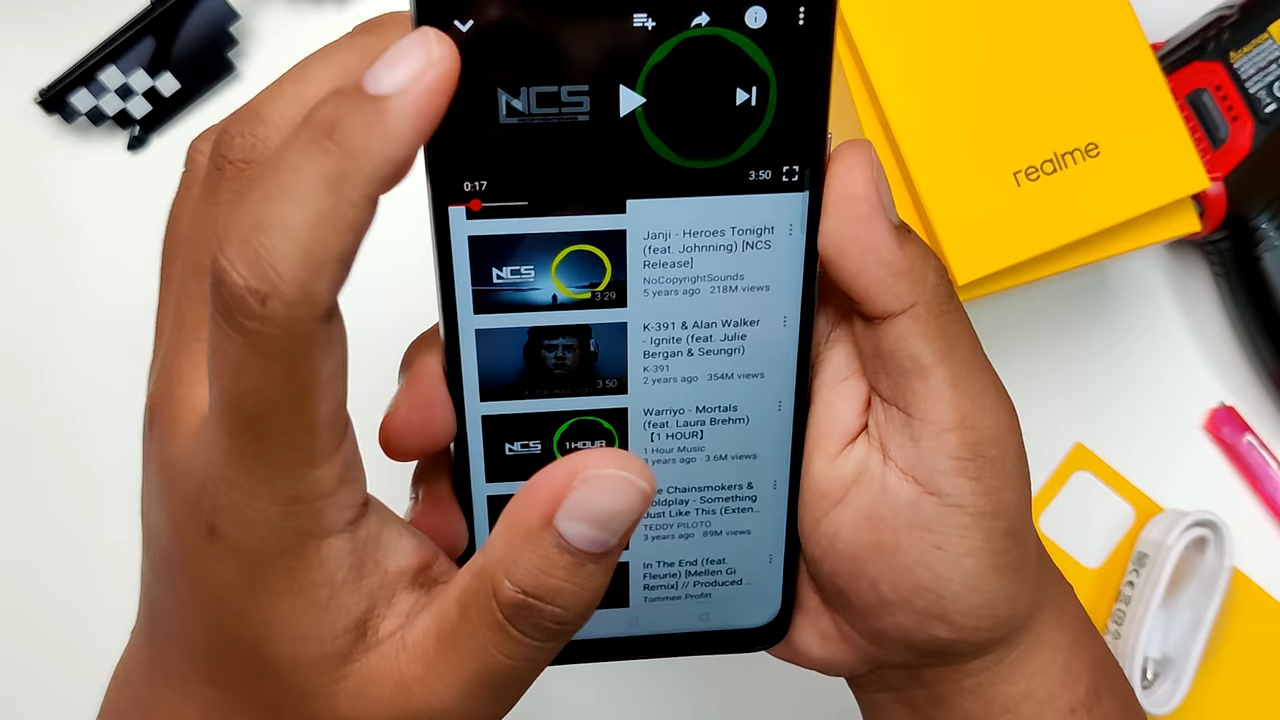 NCS
0:17
3:50
NCS
3:29
Janji - Heroes Tonight
(feat. Johnning) [NCS
Release]
NoCopyrightSounds
5 years ago · 218M views
3:50
K-391 & Alan Walker
- Ignite (feat. Julie
Bergan & Seungri)
K-391
2 years ago · 354M views
NCS
1 HOUR
Warriyo - Mortals
(feat. Laura Brehm)
【1 HOUR】
1 Hour Music
3 years ago · 3.6M views
Chainsmokers &
Coldplay - Something
Just Like This (Exten...
TEDDY PILOTO
3 years ago · 89M views
In The End (feat.
Fleurie) [Mellen Gi
Remix] // Produced ...
Tommee Profitt
realme
CAUTION